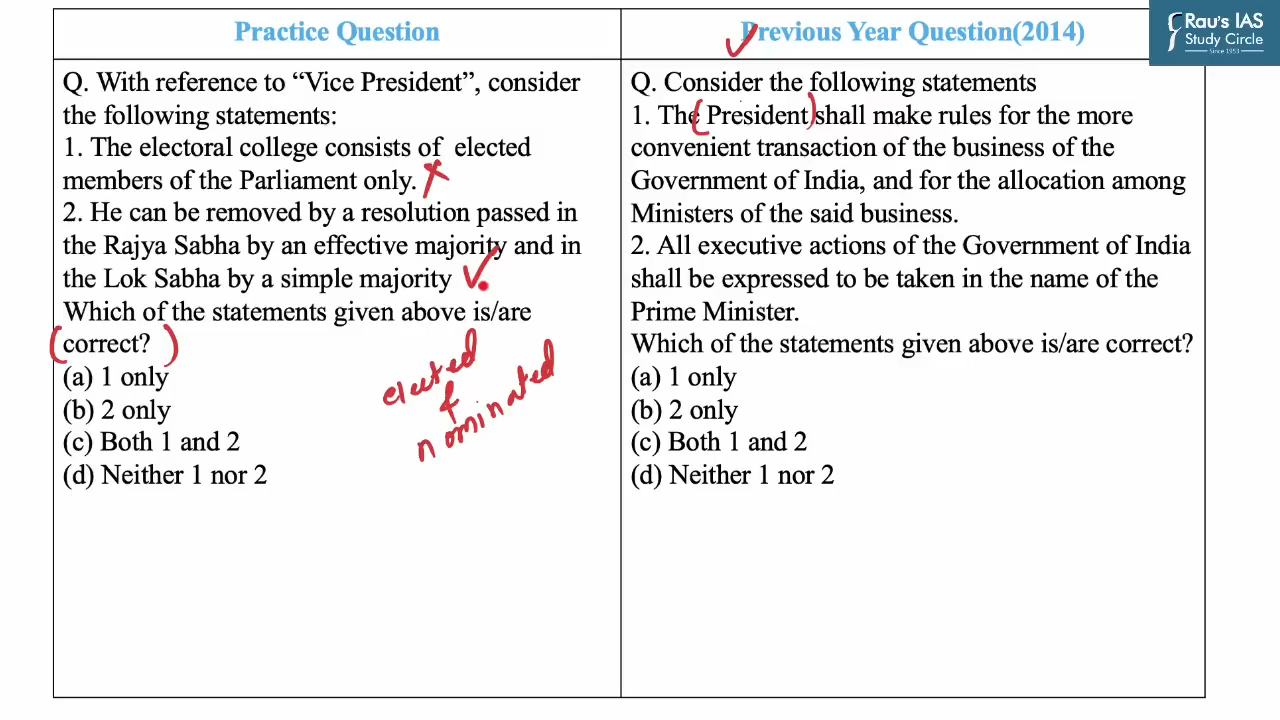 Rau's IAS
Study Circle
Since 1953
Practice Question
Q. With reference to “Vice President”, consider
the following statements:
1. The electoral college consists of elected
members of the Parliament only.
2. He can be removed by a resolution passed in
the Rajya Sabha by an effective majority and in
the Lok Sabha by a simple majority
Which of the statements given above is/are
correct?
(a) 1 only
(b) 2 only
(c) Both 1 and 2
(d) Neither 1 nor 2
elected
&
nominated
Previous Year Question(2014)
Q. Consider the following statements
1. The President shall make rules for the more
convenient transaction of the business of the
Government of India, and for the allocation among
Ministers of the said business.
2. All executive actions of the Government of India
shall be expressed to be taken in the name of the
Prime Minister.
Which of the statements given above is/are correct?
(a) 1 only
(b) 2 only
(c) Both 1 and 2
(d) Neither 1 nor 2